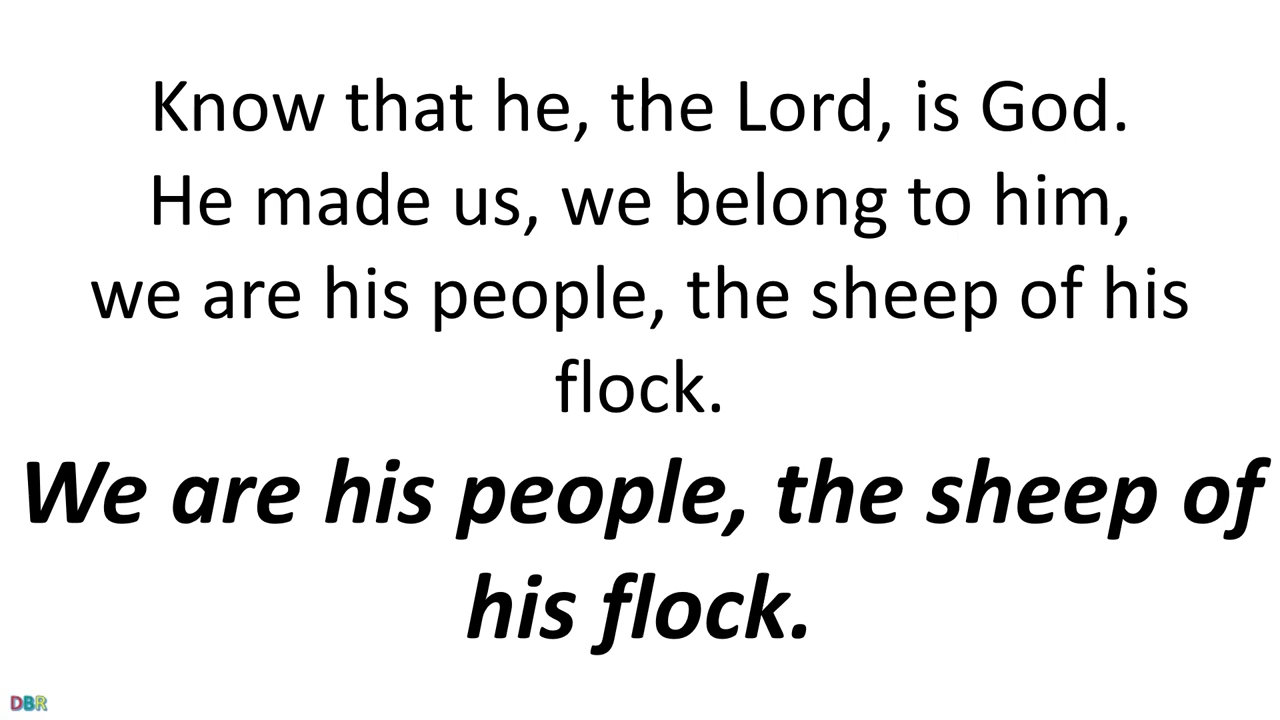 Know that he, the Lord, is God.
He made us, we belong to him,
we are his people, the sheep of his
flock.
We are his people, the sheep of
his flock.
DBR